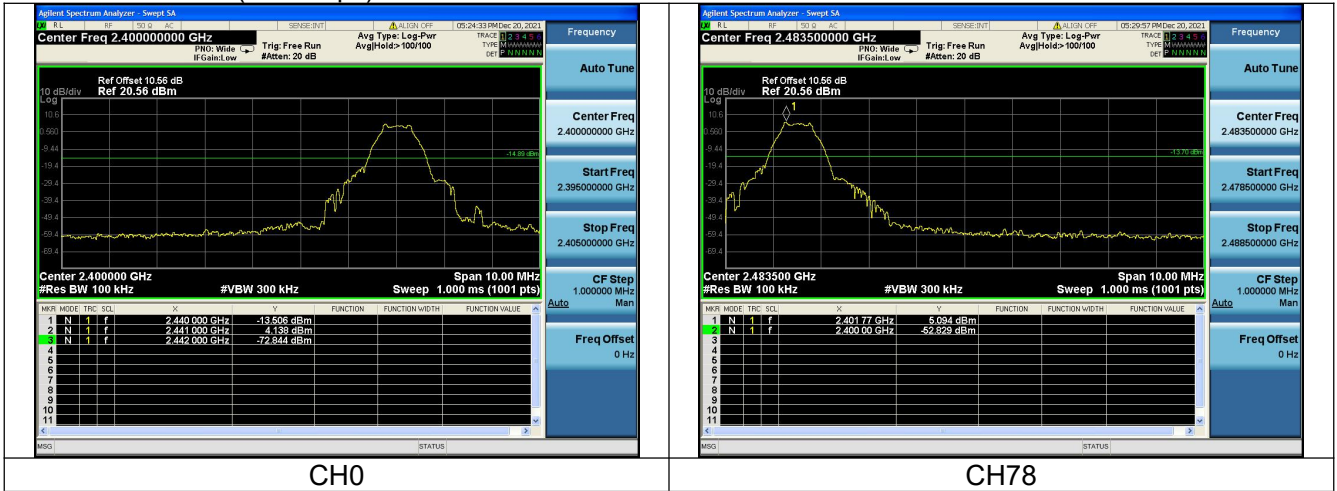 Agilent Spectrum Analyzer - Swept SA
RL RF 50 Ω AC SENSE:INT ALIGN OFF 05:24:33 PM Dec 20, 2021
Center Freq 2.400000000 GHz
PNO: Wide
IFGain:Low
Trig: Free Run
#Atten: 20 dB
Avg Type: Log-Pwr
Avg|Hold:>100/100
TRACE 1 2 3 4 5 6
TYPE M
DET P N N N N N
Ref Offset 10.56 dB
10 dB/div Ref 20.56 dBm
Log
10.6
0.560
-9.44
-14.89 dBm
-19.4
-29.4
-39.4
-49.4
-59.4
-69.4
Center 2.400000 GHz Span 10.00 MHz
#Res BW 100 kHz #VBW 300 kHz Sweep 1.000 ms (1001 pts)
MKR MODE TRC SCL X Y FUNCTION FUNCTION WIDTH FUNCTION VALUE
1 N 1 f 2.440 000 GHz -13.506 dBm
2 N 1 f 2.441 000 GHz 4.138 dBm
3 N 1 f 2.442 000 GHz -72.844 dBm
4
5
6
7
8
9
10
11
MSG STATUS
Frequency
Auto Tune
Center Freq
2.400000000 GHz
Start Freq
2.395000000 GHz
Stop Freq
2.405000000 GHz
CF Step
1.000000 MHz
Auto Man
Freq Offset
0 Hz
CH0
Agilent Spectrum Analyzer - Swept SA
RL RF 50 Ω AC SENSE:INT ALIGN OFF 05:29:57 PM Dec 20, 2021
Center Freq 2.483500000 GHz
PNO: Wide
IFGain:Low
Trig: Free Run
#Atten: 20 dB
Avg Type: Log-Pwr
Avg|Hold:>100/100
TRACE 1 2 3 4 5 6
TYPE M
DET P N N N N N
Ref Offset 10.56 dB
10 dB/div Ref 20.56 dBm
Log
1
10.6
0.560
-9.44
-13.70 dBm
-19.4
-29.4
-39.4
-49.4
-59.4
-69.4
Center 2.483500 GHz Span 10.00 MHz
#Res BW 100 kHz #VBW 300 kHz Sweep 1.000 ms (1001 pts)
MKR MODE TRC SCL X Y FUNCTION FUNCTION WIDTH FUNCTION VALUE
1 N 1 f 2.401 77 GHz 5.094 dBm
2 N 1 f 2.400 00 GHz -52.829 dBm
3
4
5
6
7
8
9
10
11
MSG STATUS
Frequency
Auto Tune
Center Freq
2.483500000 GHz
Start Freq
2.478500000 GHz
Stop Freq
2.488500000 GHz
CF Step
1.000000 MHz
Auto Man
Freq Offset
0 Hz
CH78